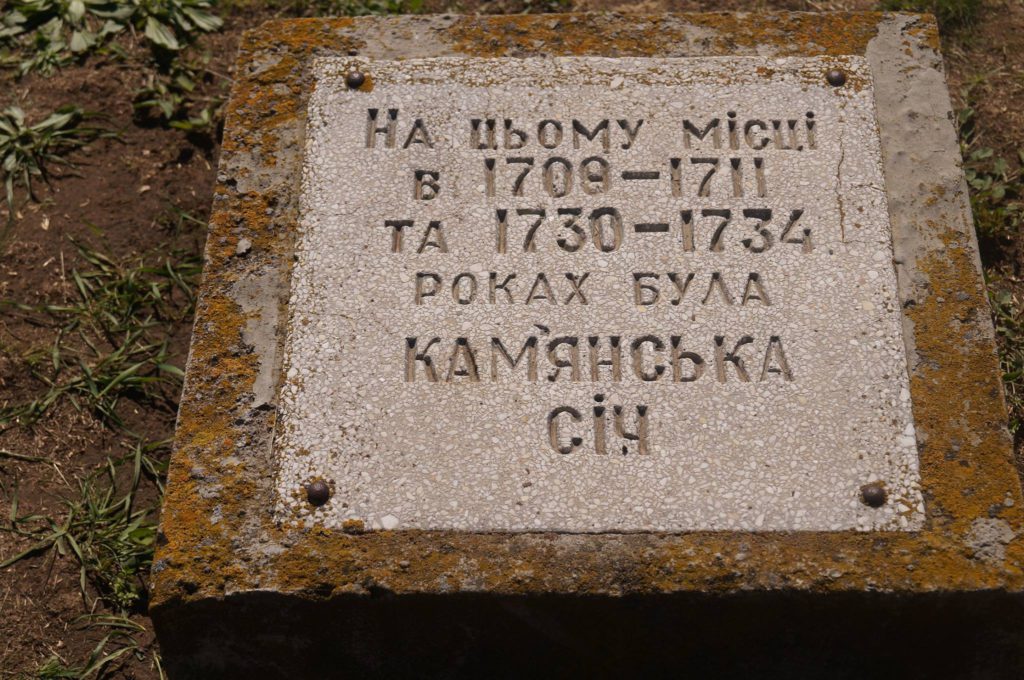 На цьому місці
в 1709–1711
та 1730–1734
роках була
Кам'янська
Січ